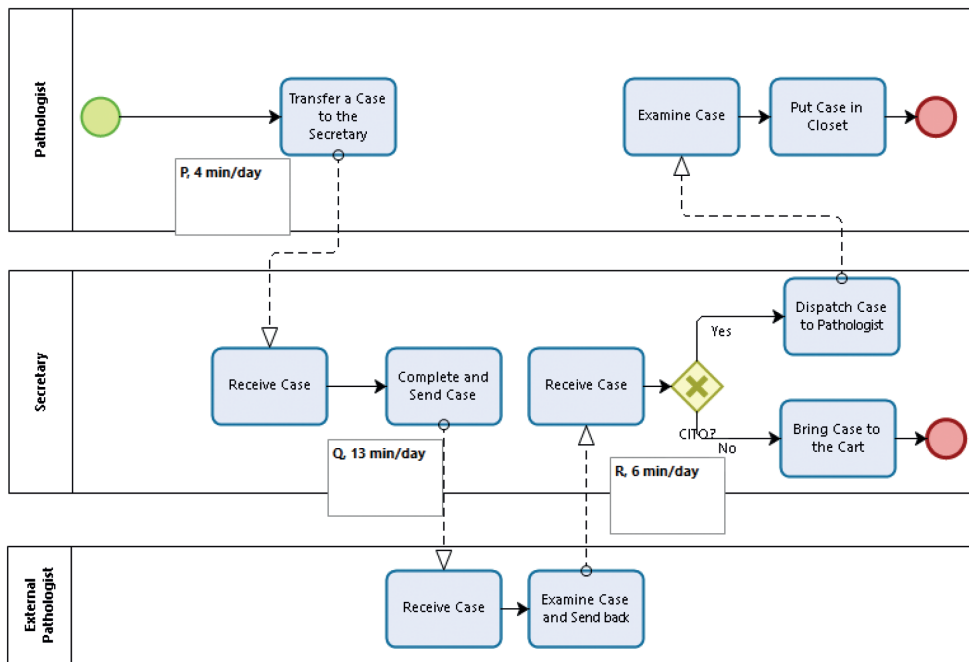 Pathologist
Transfer a Case
to the
Secretary
Examine Case
Put Case in
Closet
P, 4 min/day
Secretary
Receive Case
Complete and
Send Case
Receive Case
CITO?
Yes
No
Dispatch Case
to Pathologist
Bring Case to
the Cart
Q, 13 min/day
R, 6 min/day
External
Pathologist
Receive Case
Examine Case
and Send back